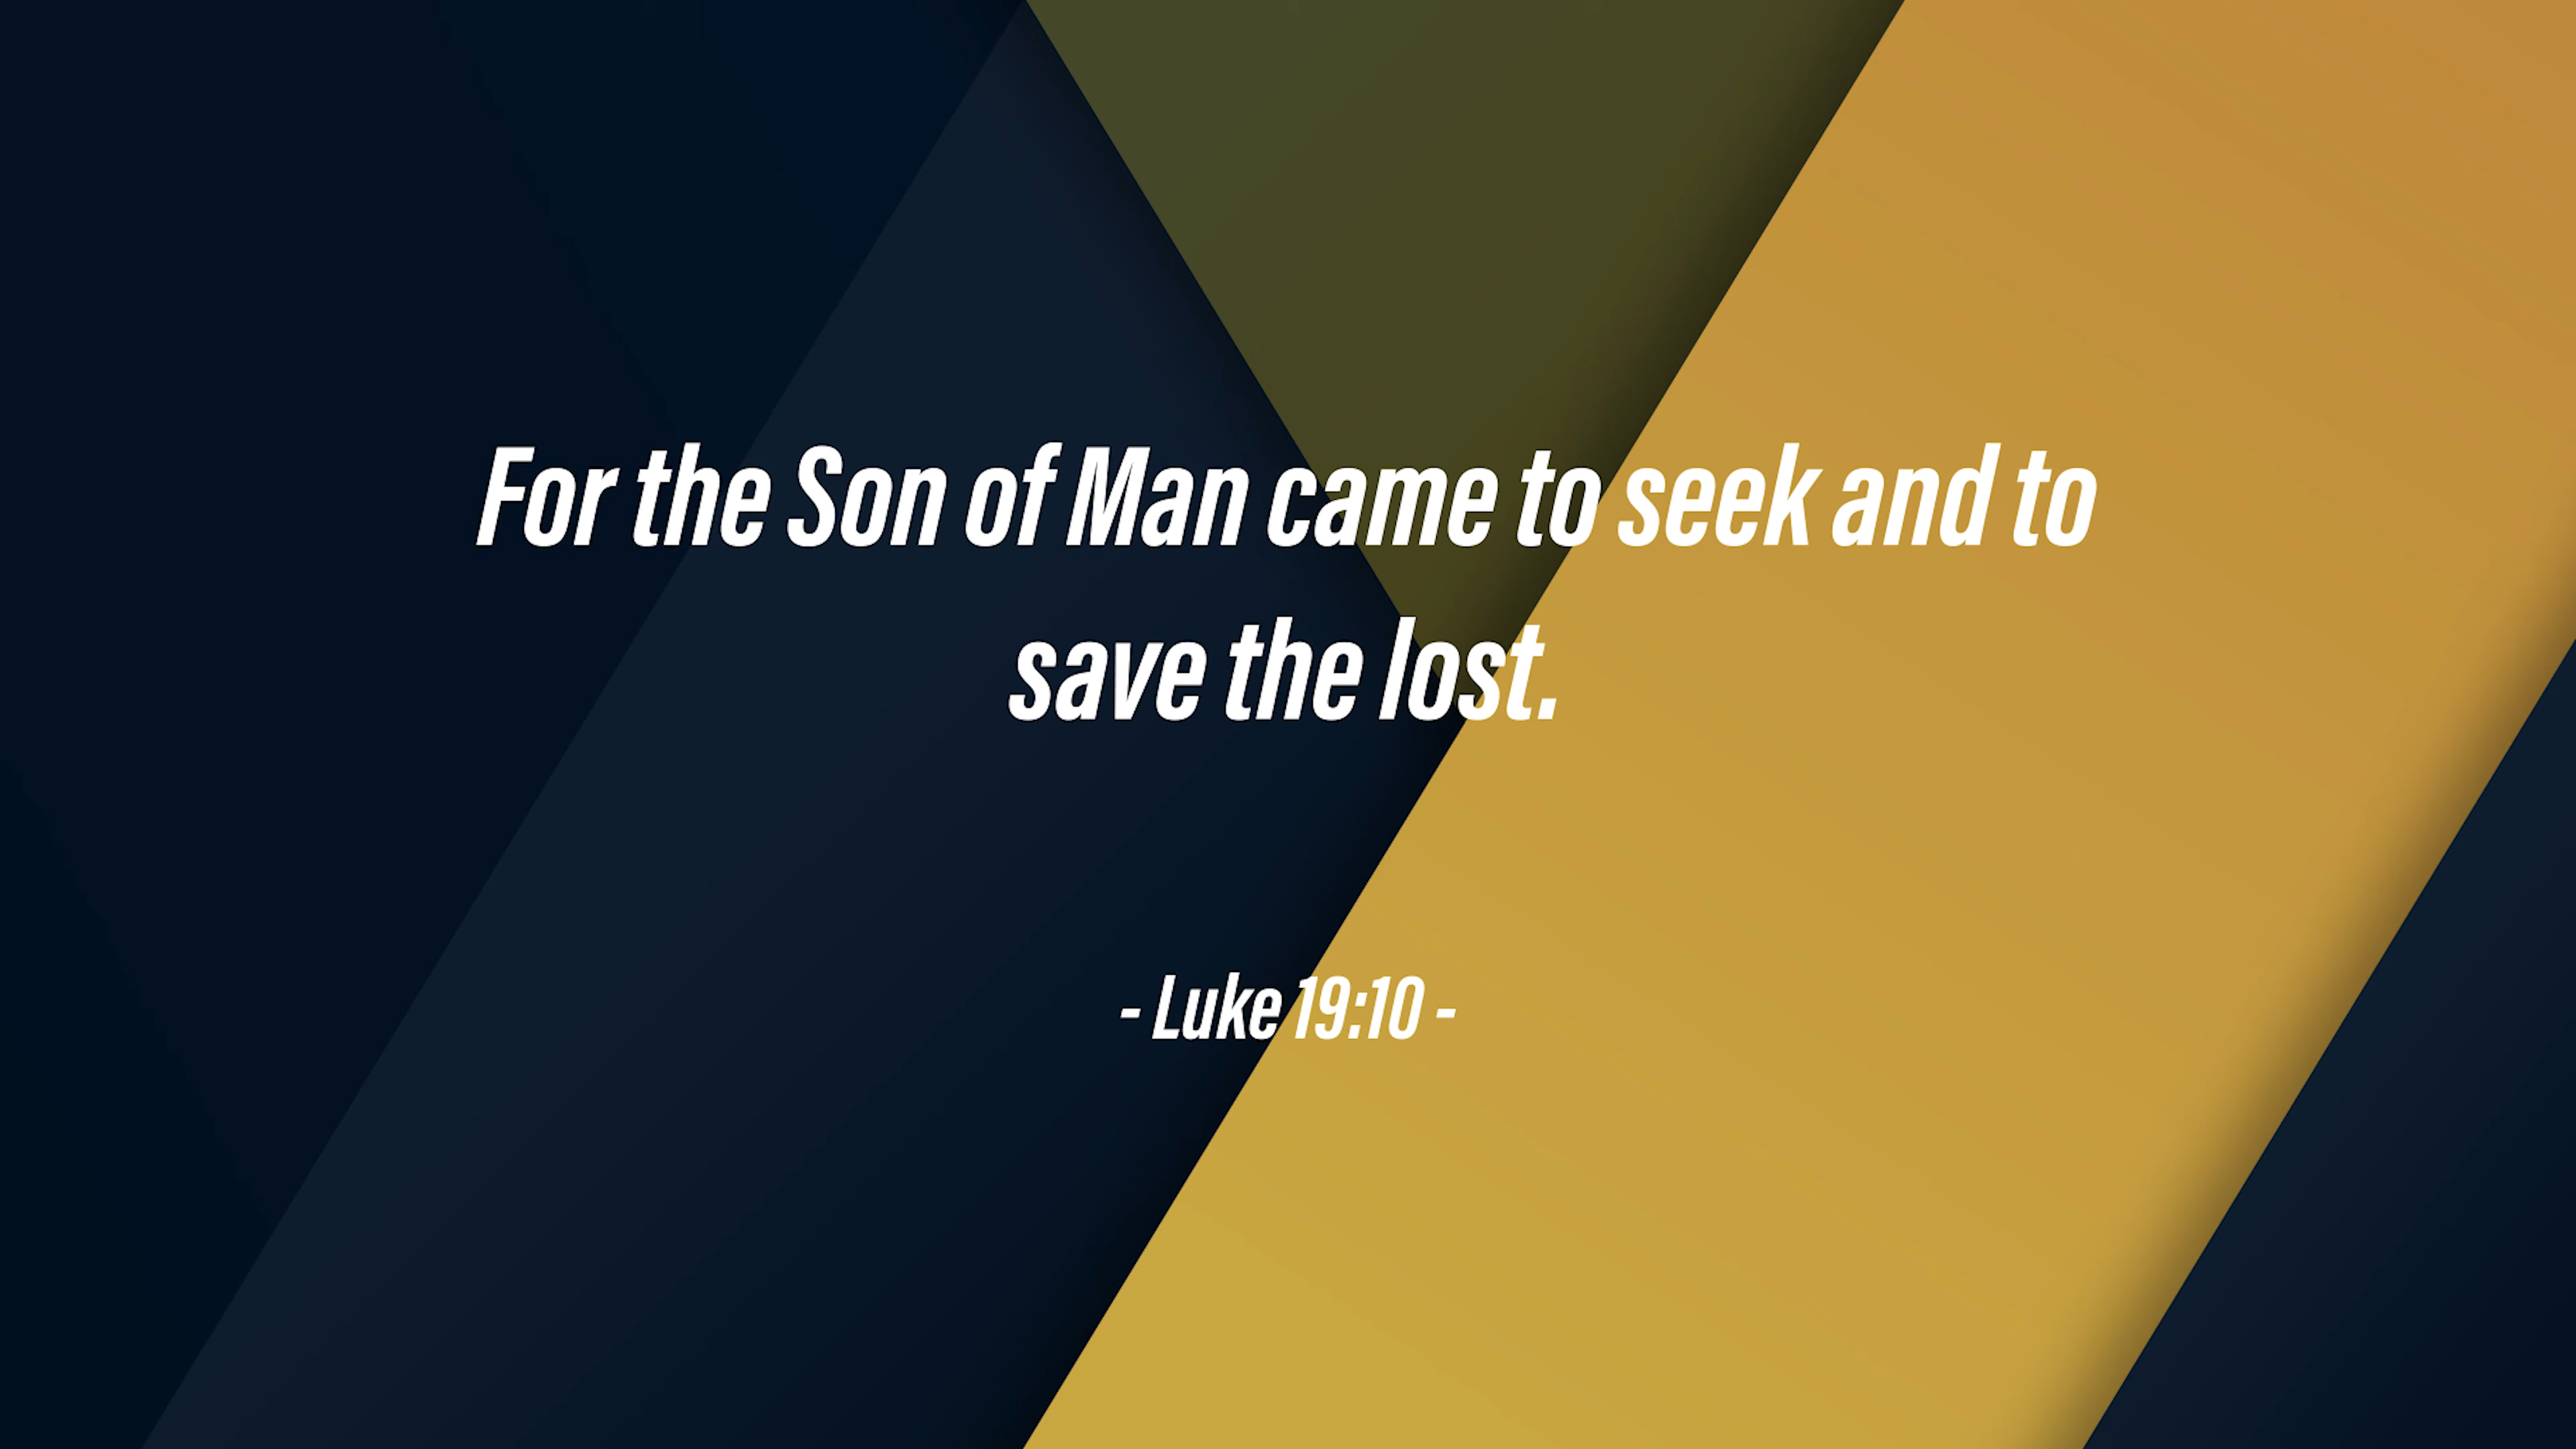 For the Son of Man came to seek and to
save the lost.
- Luke 19:10 -